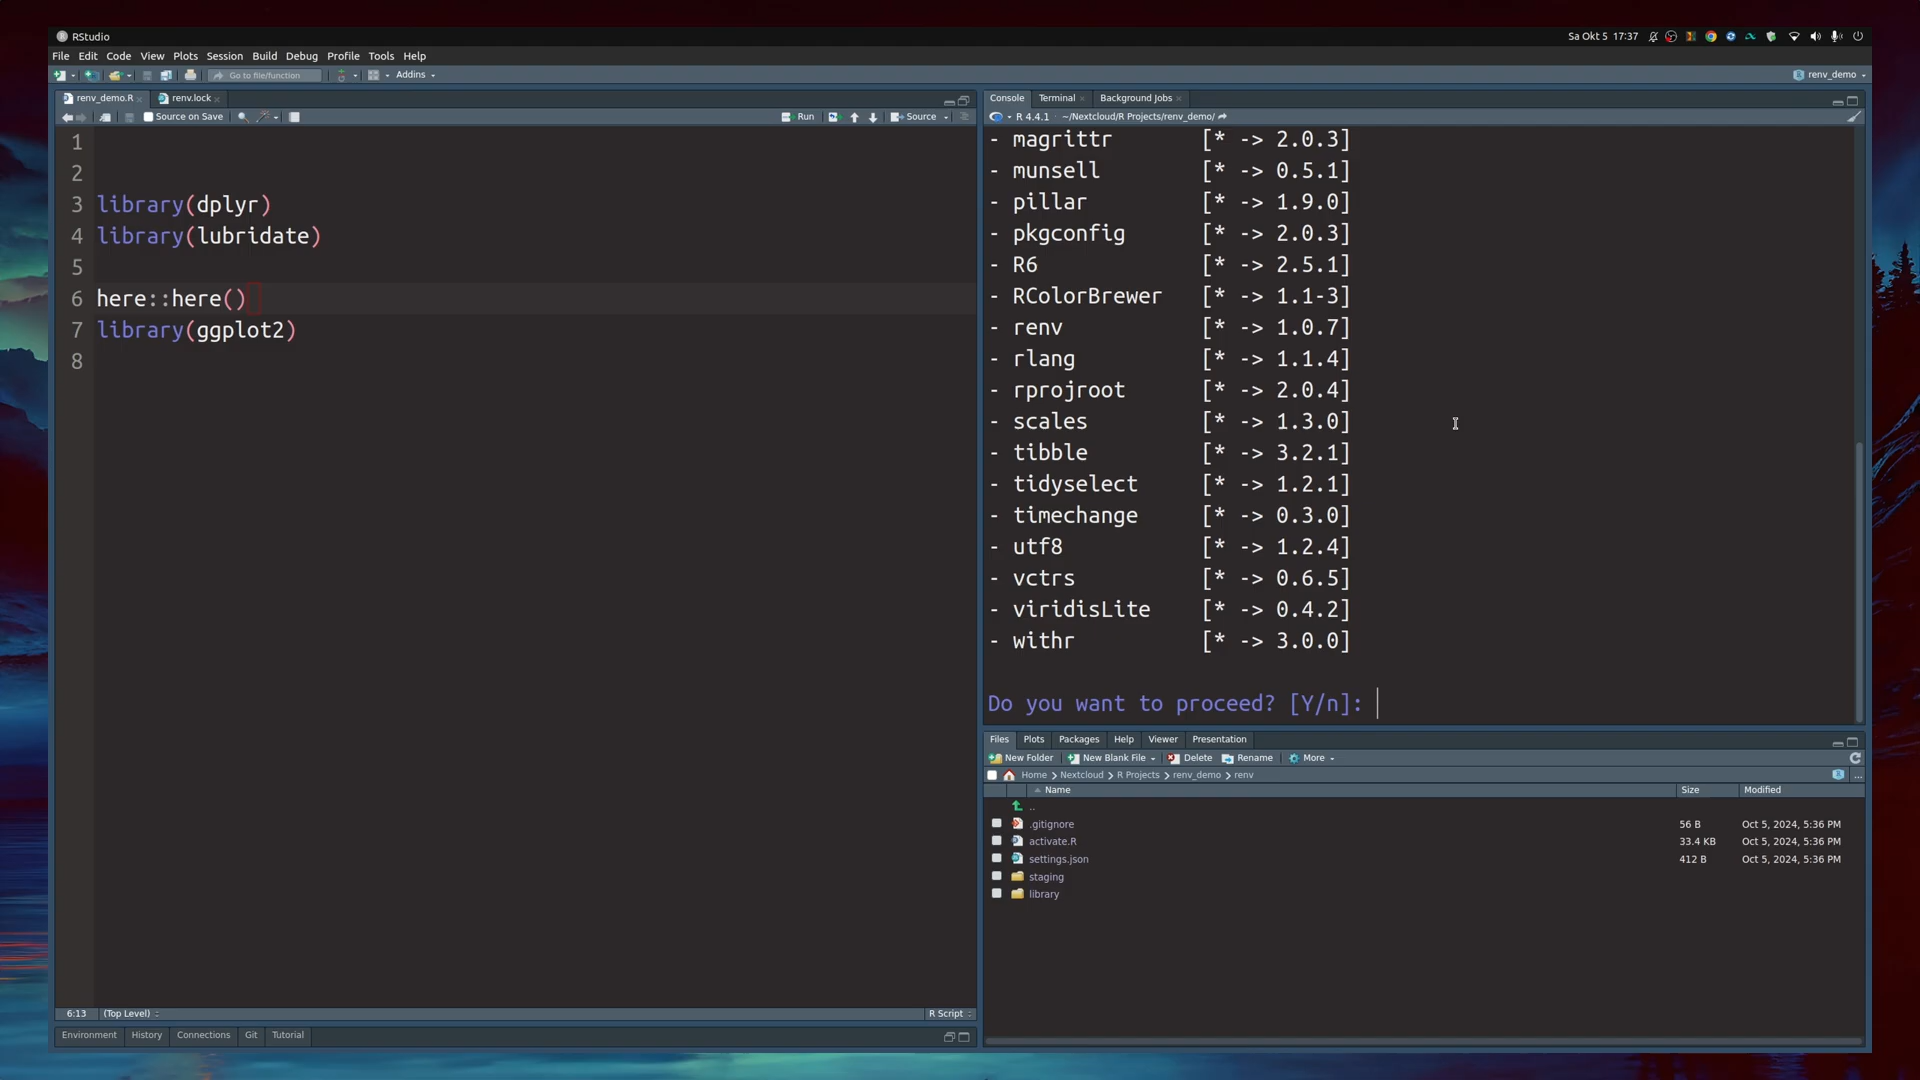 RStudio
Sa Okt 5 17:37
File Edit Code View Plots Session Build Debug Profile Tools Help
Go to file/function
Addins
renv_demo
renv_demo.R
renv.lock
Source on Save
Run
Source
1
2
3 library(dplyr)
4 library(lubridate)
5
6 here::here()
7 library(ggplot2)
8
6:13 (Top Level)
R Script
Environment History Connections Git Tutorial
Console Terminal Background Jobs
R 4.4.1 · ~/Nextcloud/R Projects/renv_demo/
- magrittr [* -> 2.0.3]
- munsell [* -> 0.5.1]
- pillar [* -> 1.9.0]
- pkgconfig [* -> 2.0.3]
- R6 [* -> 2.5.1]
- RColorBrewer [* -> 1.1-3]
- renv [* -> 1.0.7]
- rlang [* -> 1.1.4]
- rprojroot [* -> 2.0.4]
- scales [* -> 1.3.0]
- tibble [* -> 3.2.1]
- tidyselect [* -> 1.2.1]
- timechange [* -> 0.3.0]
- utf8 [* -> 1.2.4]
- vctrs [* -> 0.6.5]
- viridisLite [* -> 0.4.2]
- withr [* -> 3.0.0]
Do you want to proceed? [Y/n]:
Files Plots Packages Help Viewer Presentation
New Folder New Blank File Delete Rename More
Home > Nextcloud > R Projects > renv_demo > renv
...
Name Size Modified
..
.gitignore 56 B Oct 5, 2024, 5:36 PM
activate.R 33.4 KB Oct 5, 2024, 5:36 PM
settings.json 412 B Oct 5, 2024, 5:36 PM
staging
library